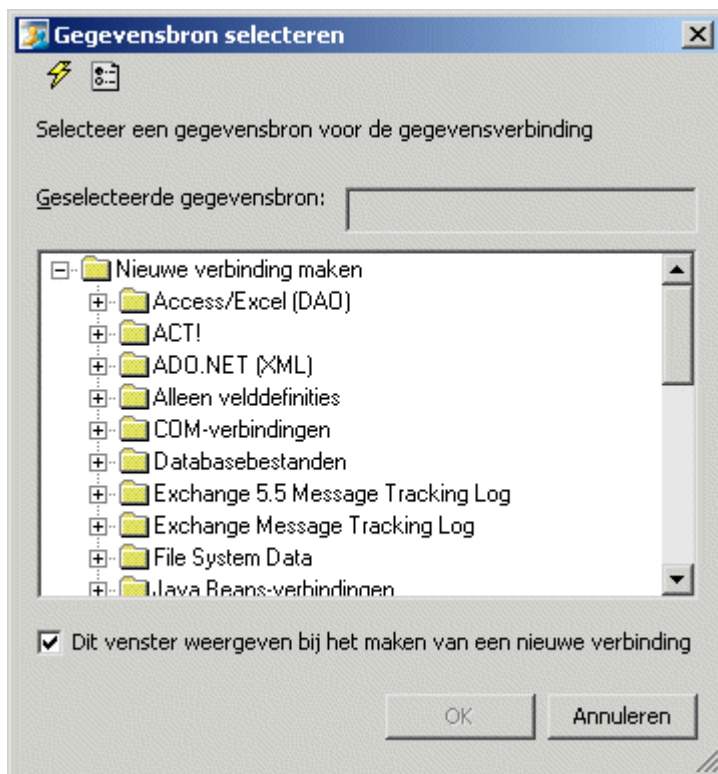 Gegevensbron selecteren
Selecteer een gegevensbron voor de gegevensverbinding
Geselecteerde gegevensbron:
Nieuwe verbinding maken
Access/Excel (DAO)
ACT!
ADO.NET (XML)
Alleen velddefinities
COM-verbindingen
Databasebestanden
Exchange 5.5 Message Tracking Log
Exchange Message Tracking Log
File System Data
Java Beans-verbindingen
Dit venster weergeven bij het maken van een nieuwe verbinding
OK Annuleren